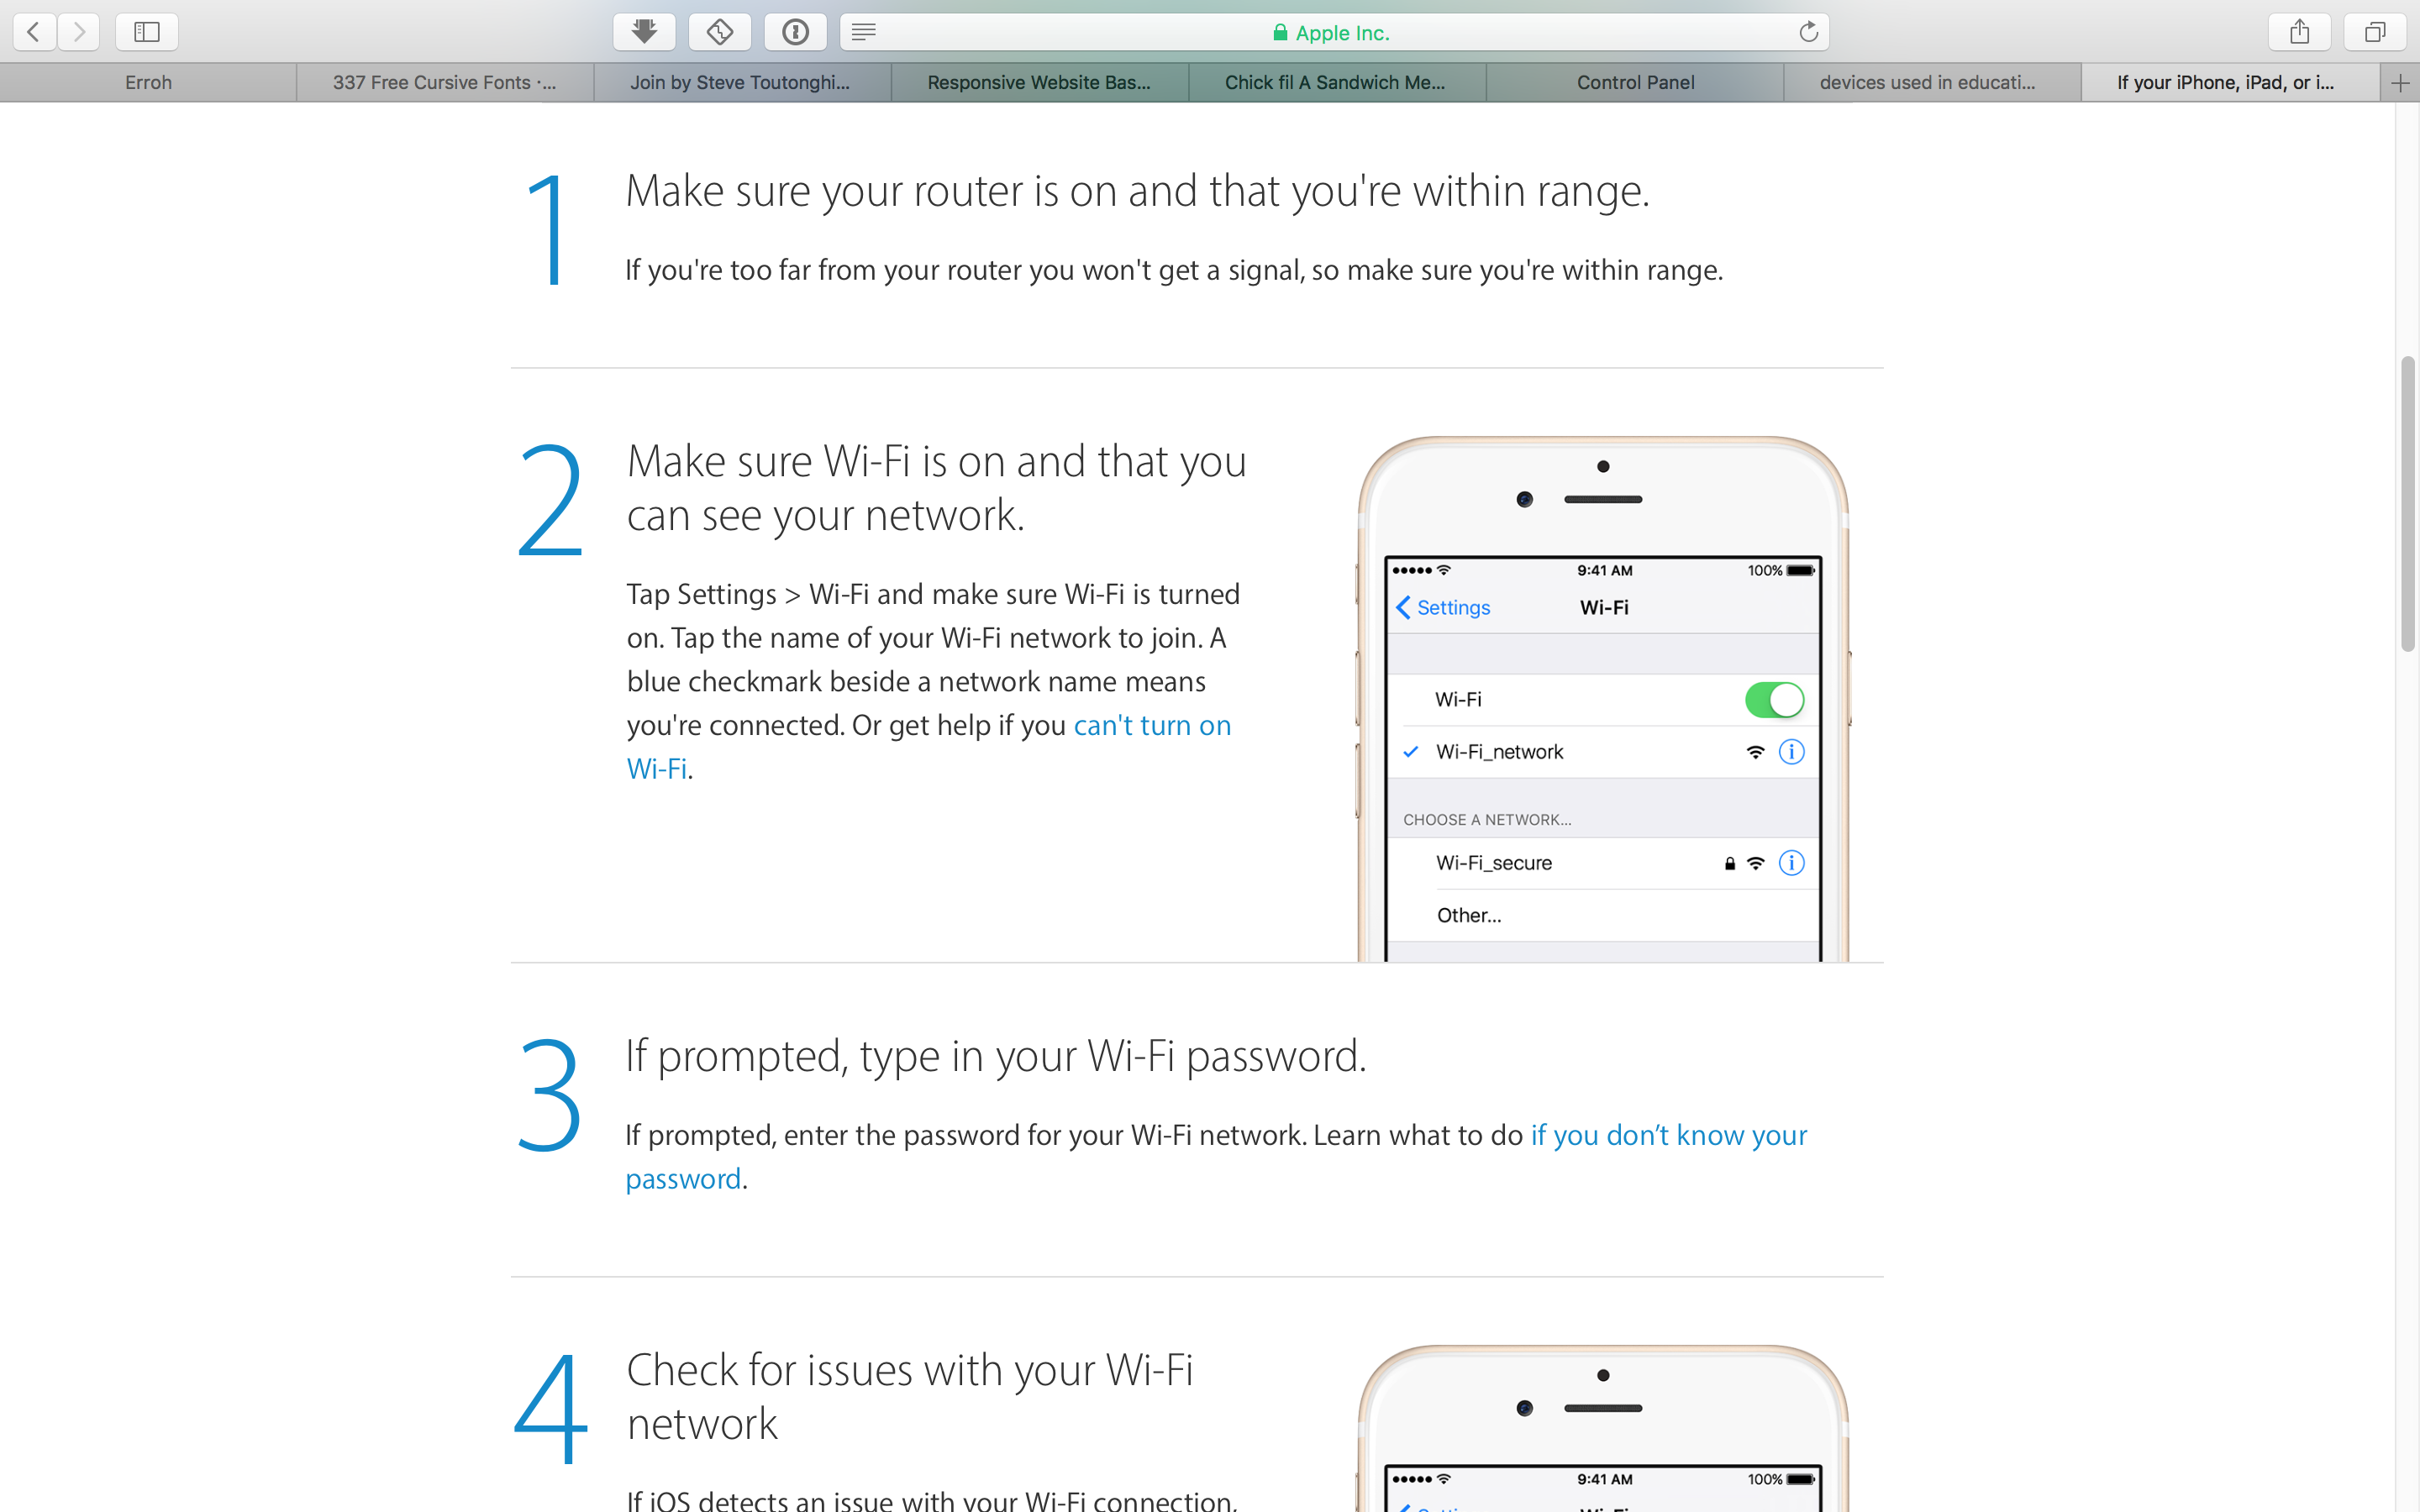 Apple Inc.
Erroh
337 Free Cursive Fonts ·...
Join by Steve Toutonghi...
Responsive Website Bas...
Chick fil A Sandwich Me...
Control Panel
devices used in educati...
If your iPhone, iPad, or i...
1
Make sure your router is on and that you're within range.
If you're too far from your router you won't get a signal, so make sure you're within range.
2
Make sure Wi-Fi is on and that you
can see your network.
Tap Settings > Wi-Fi and make sure Wi-Fi is turned
on. Tap the name of your Wi-Fi network to join. A
blue checkmark beside a network name means
you're connected. Or get help if you can't turn on
Wi-Fi.
9:41 AM
100%
Settings
Wi-Fi
Wi-Fi
Wi-Fi_network
CHOOSE A NETWORK...
Wi-Fi_secure
Other...
3
If prompted, type in your Wi-Fi password.
If prompted, enter the password for your Wi-Fi network. Learn what to do if you don’t know your
password.
4
Check for issues with your Wi-Fi
network
If iOS detects an issue with your Wi-Fi connection,
9:41 AM
100%